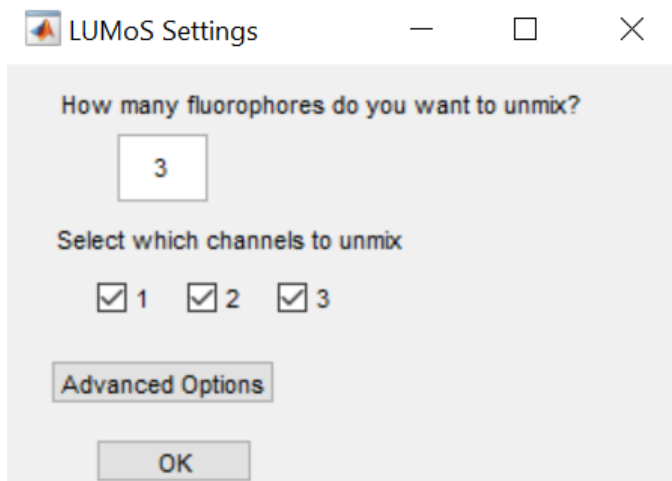 LUMoS Settings
How many fluorophores do you want to unmix?
3
Select which channels to unmix
1 2 3
Advanced Options
OK